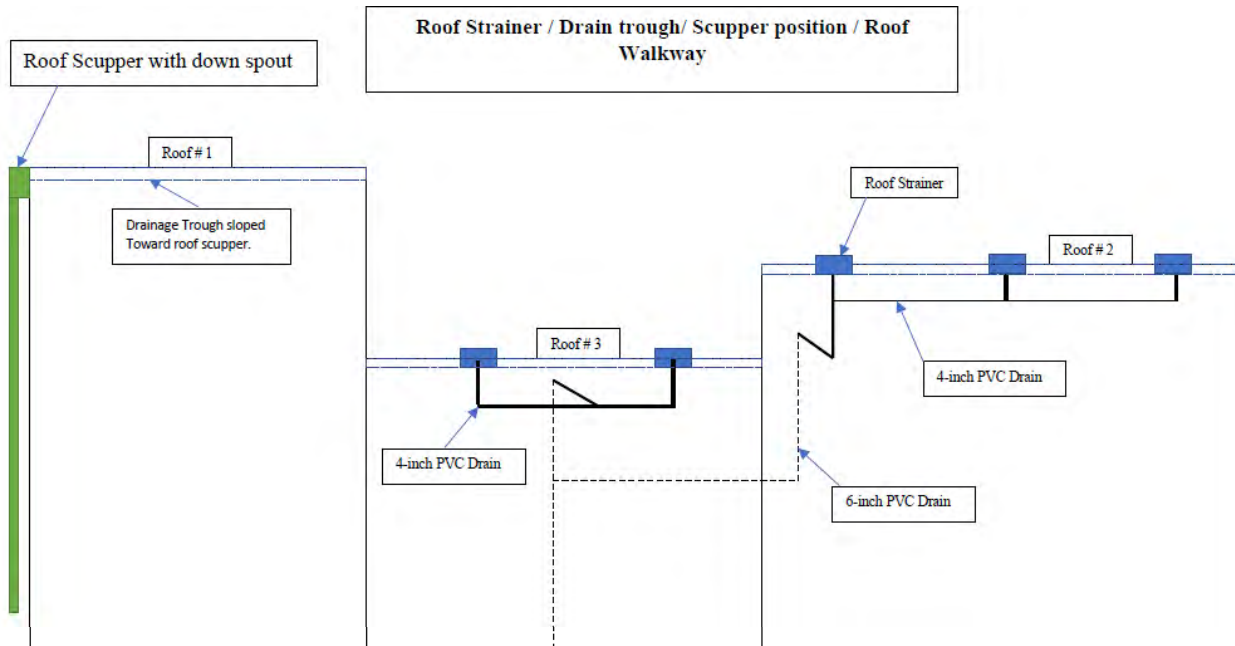 Roof Strainer / Drain trough/ Scupper position / Roof
Walkway
Roof Scupper with down spout
Roof # 1
Drainage Trough sloped
Toward roof scupper.
Roof Strainer
Roof # 2
Roof # 3
4-inch PVC Drain
4-inch PVC Drain
6-inch PVC Drain